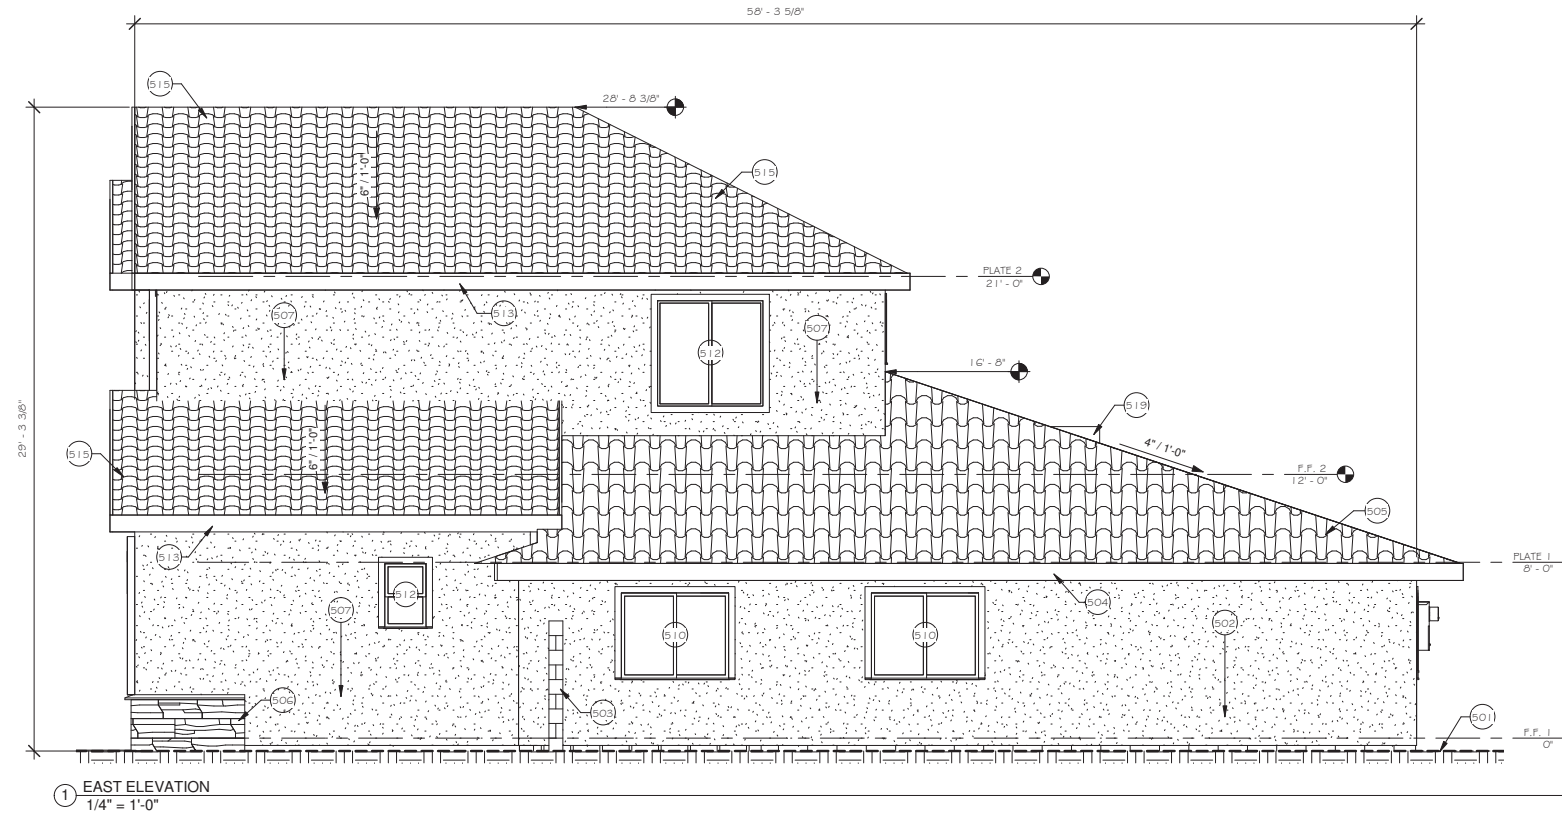 58' - 3 5/8"
515
28' - 8 3/8"
6" / 1'-0"
515
PLATE 2
21' - 0"
513
507
507
512
16' - 8"
519
29' - 3 3/8"
6" / 1'-0"
4" / 1'-0"
515
F.F. 2
12' - 0"
505
513
PLATE 1
8' - 0"
512
504
507
502
510
510
506
503
501
F.F. 1
0"
1
EAST ELEVATION
1/4" = 1'-0"